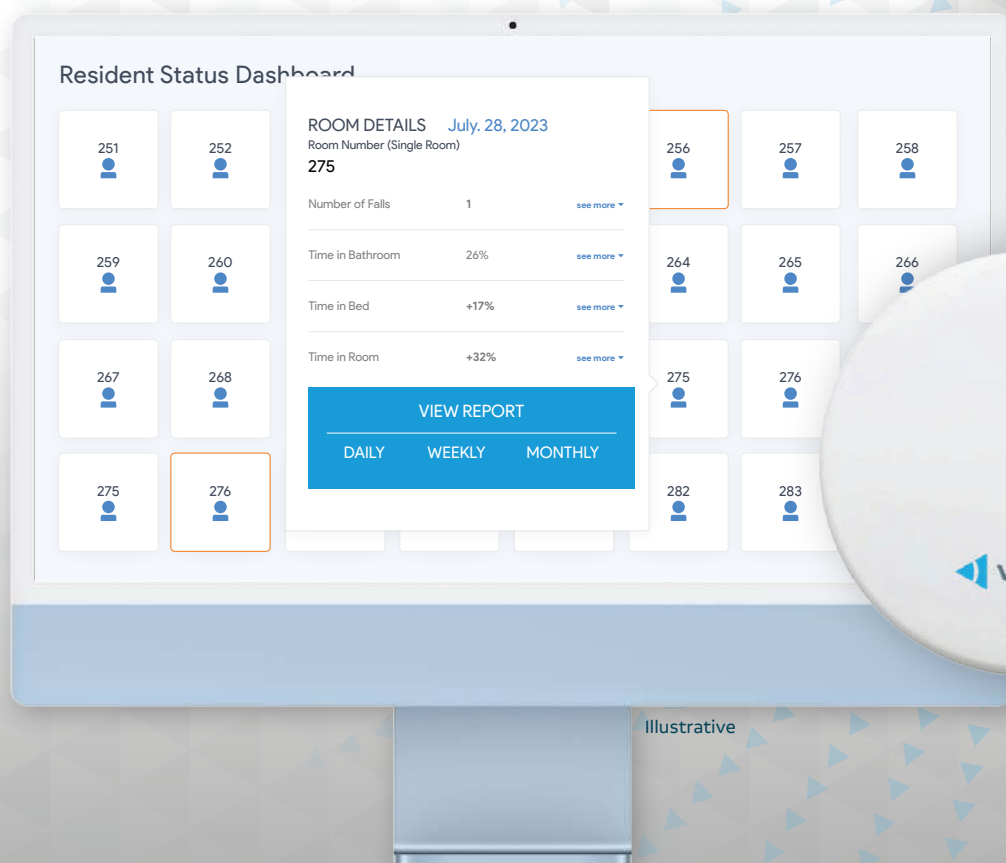 Resident Status Dashboard
251
252
256
257
258
ROOM DETAILS July. 28, 2023
Room Number (Single Room)
275
Number of Falls 1 see more
Time in Bathroom 26% see more
Time in Bed +17% see more
Time in Room +32% see more
VIEW REPORT
DAILY WEEKLY MONTHLY
259
260
264
265
266
267
268
275
276
275
276
282
283
Illustrative